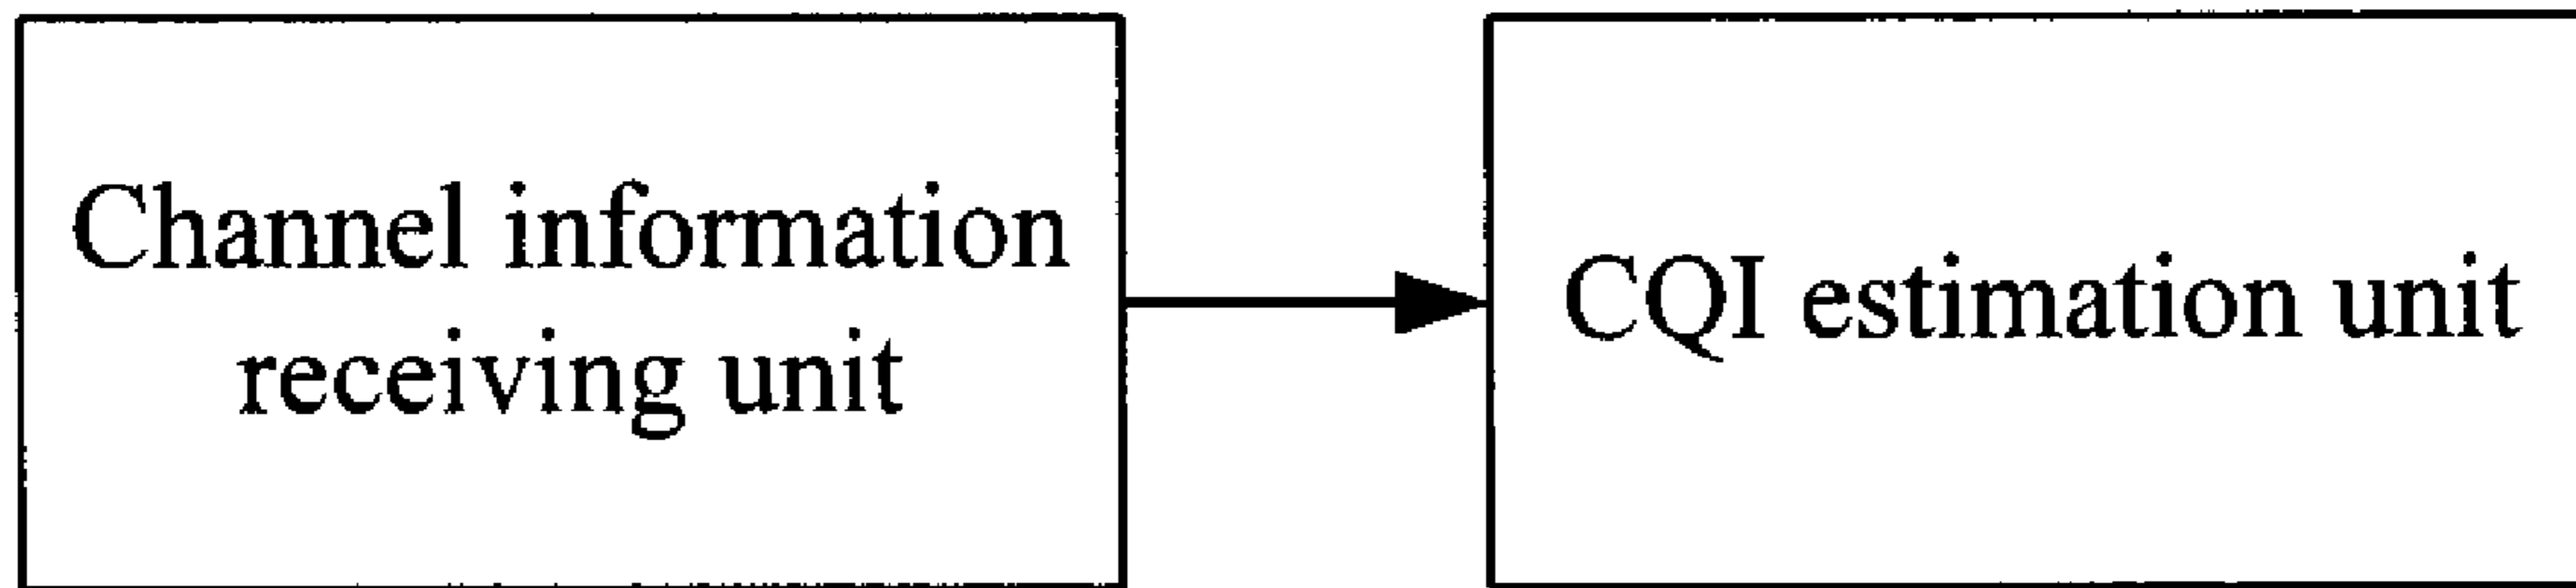 Channel information
receiving unit
CQI estimation unit